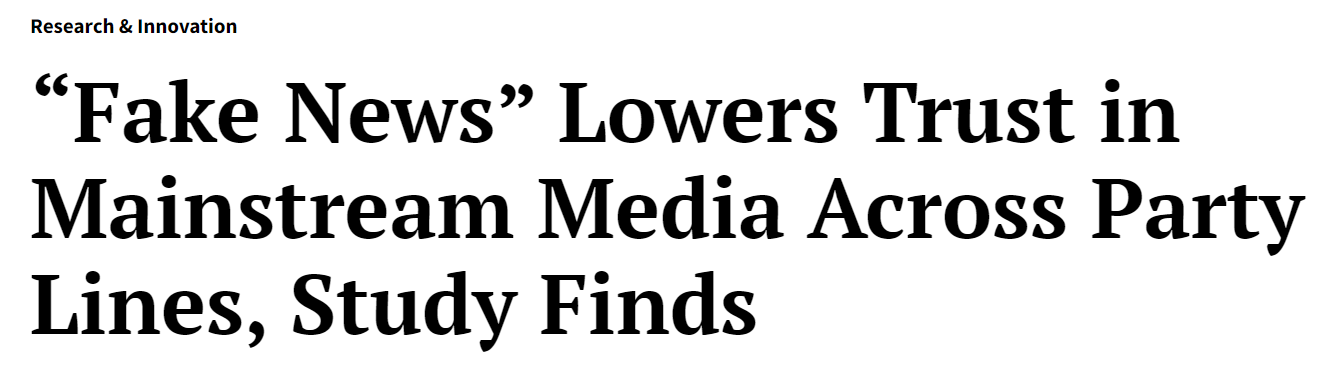 Research & Innovation
“Fake News” Lowers Trust in
Mainstream Media Across Party
Lines, Study Finds